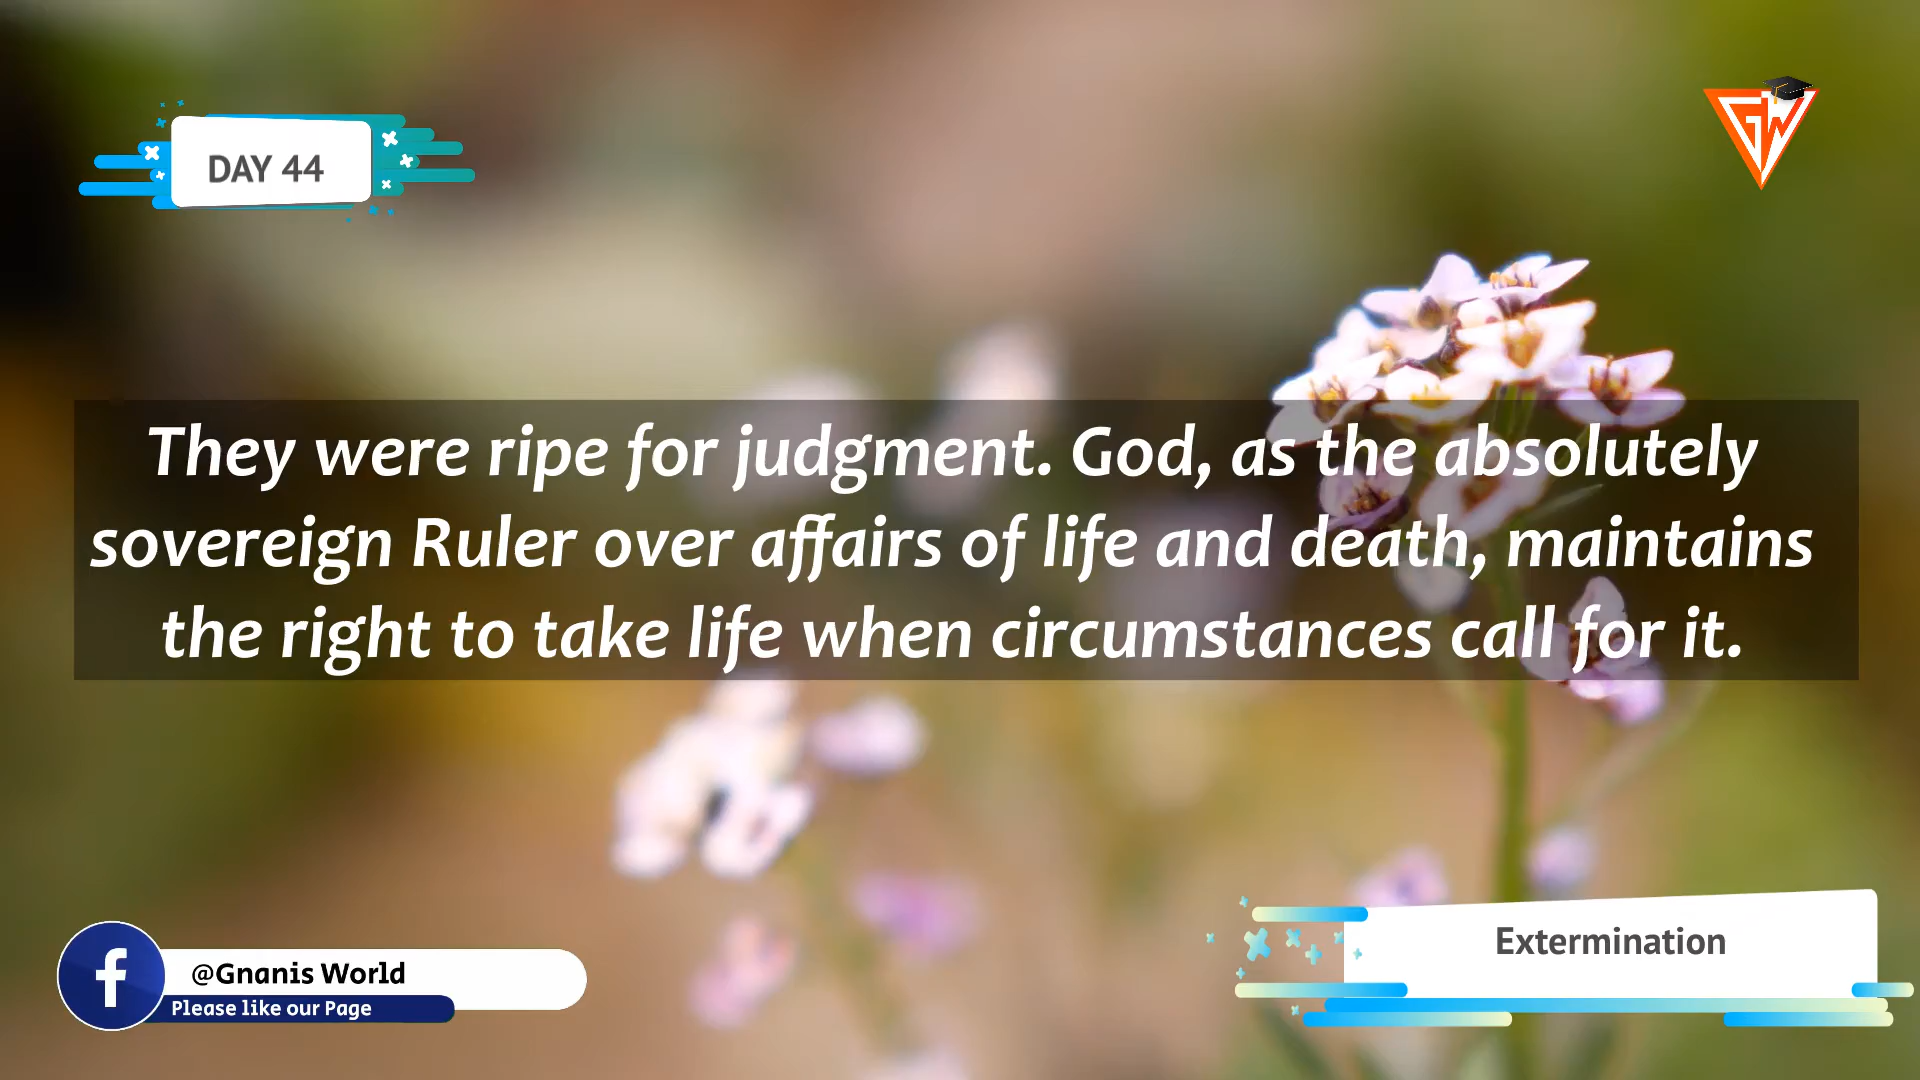 DAY 44
GW
They were ripe for judgment. God, as the absolutely
sovereign Ruler over affairs of life and death, maintains
the right to take life when circumstances call for it.
Extermination
@Gnanis World
Please like our Page